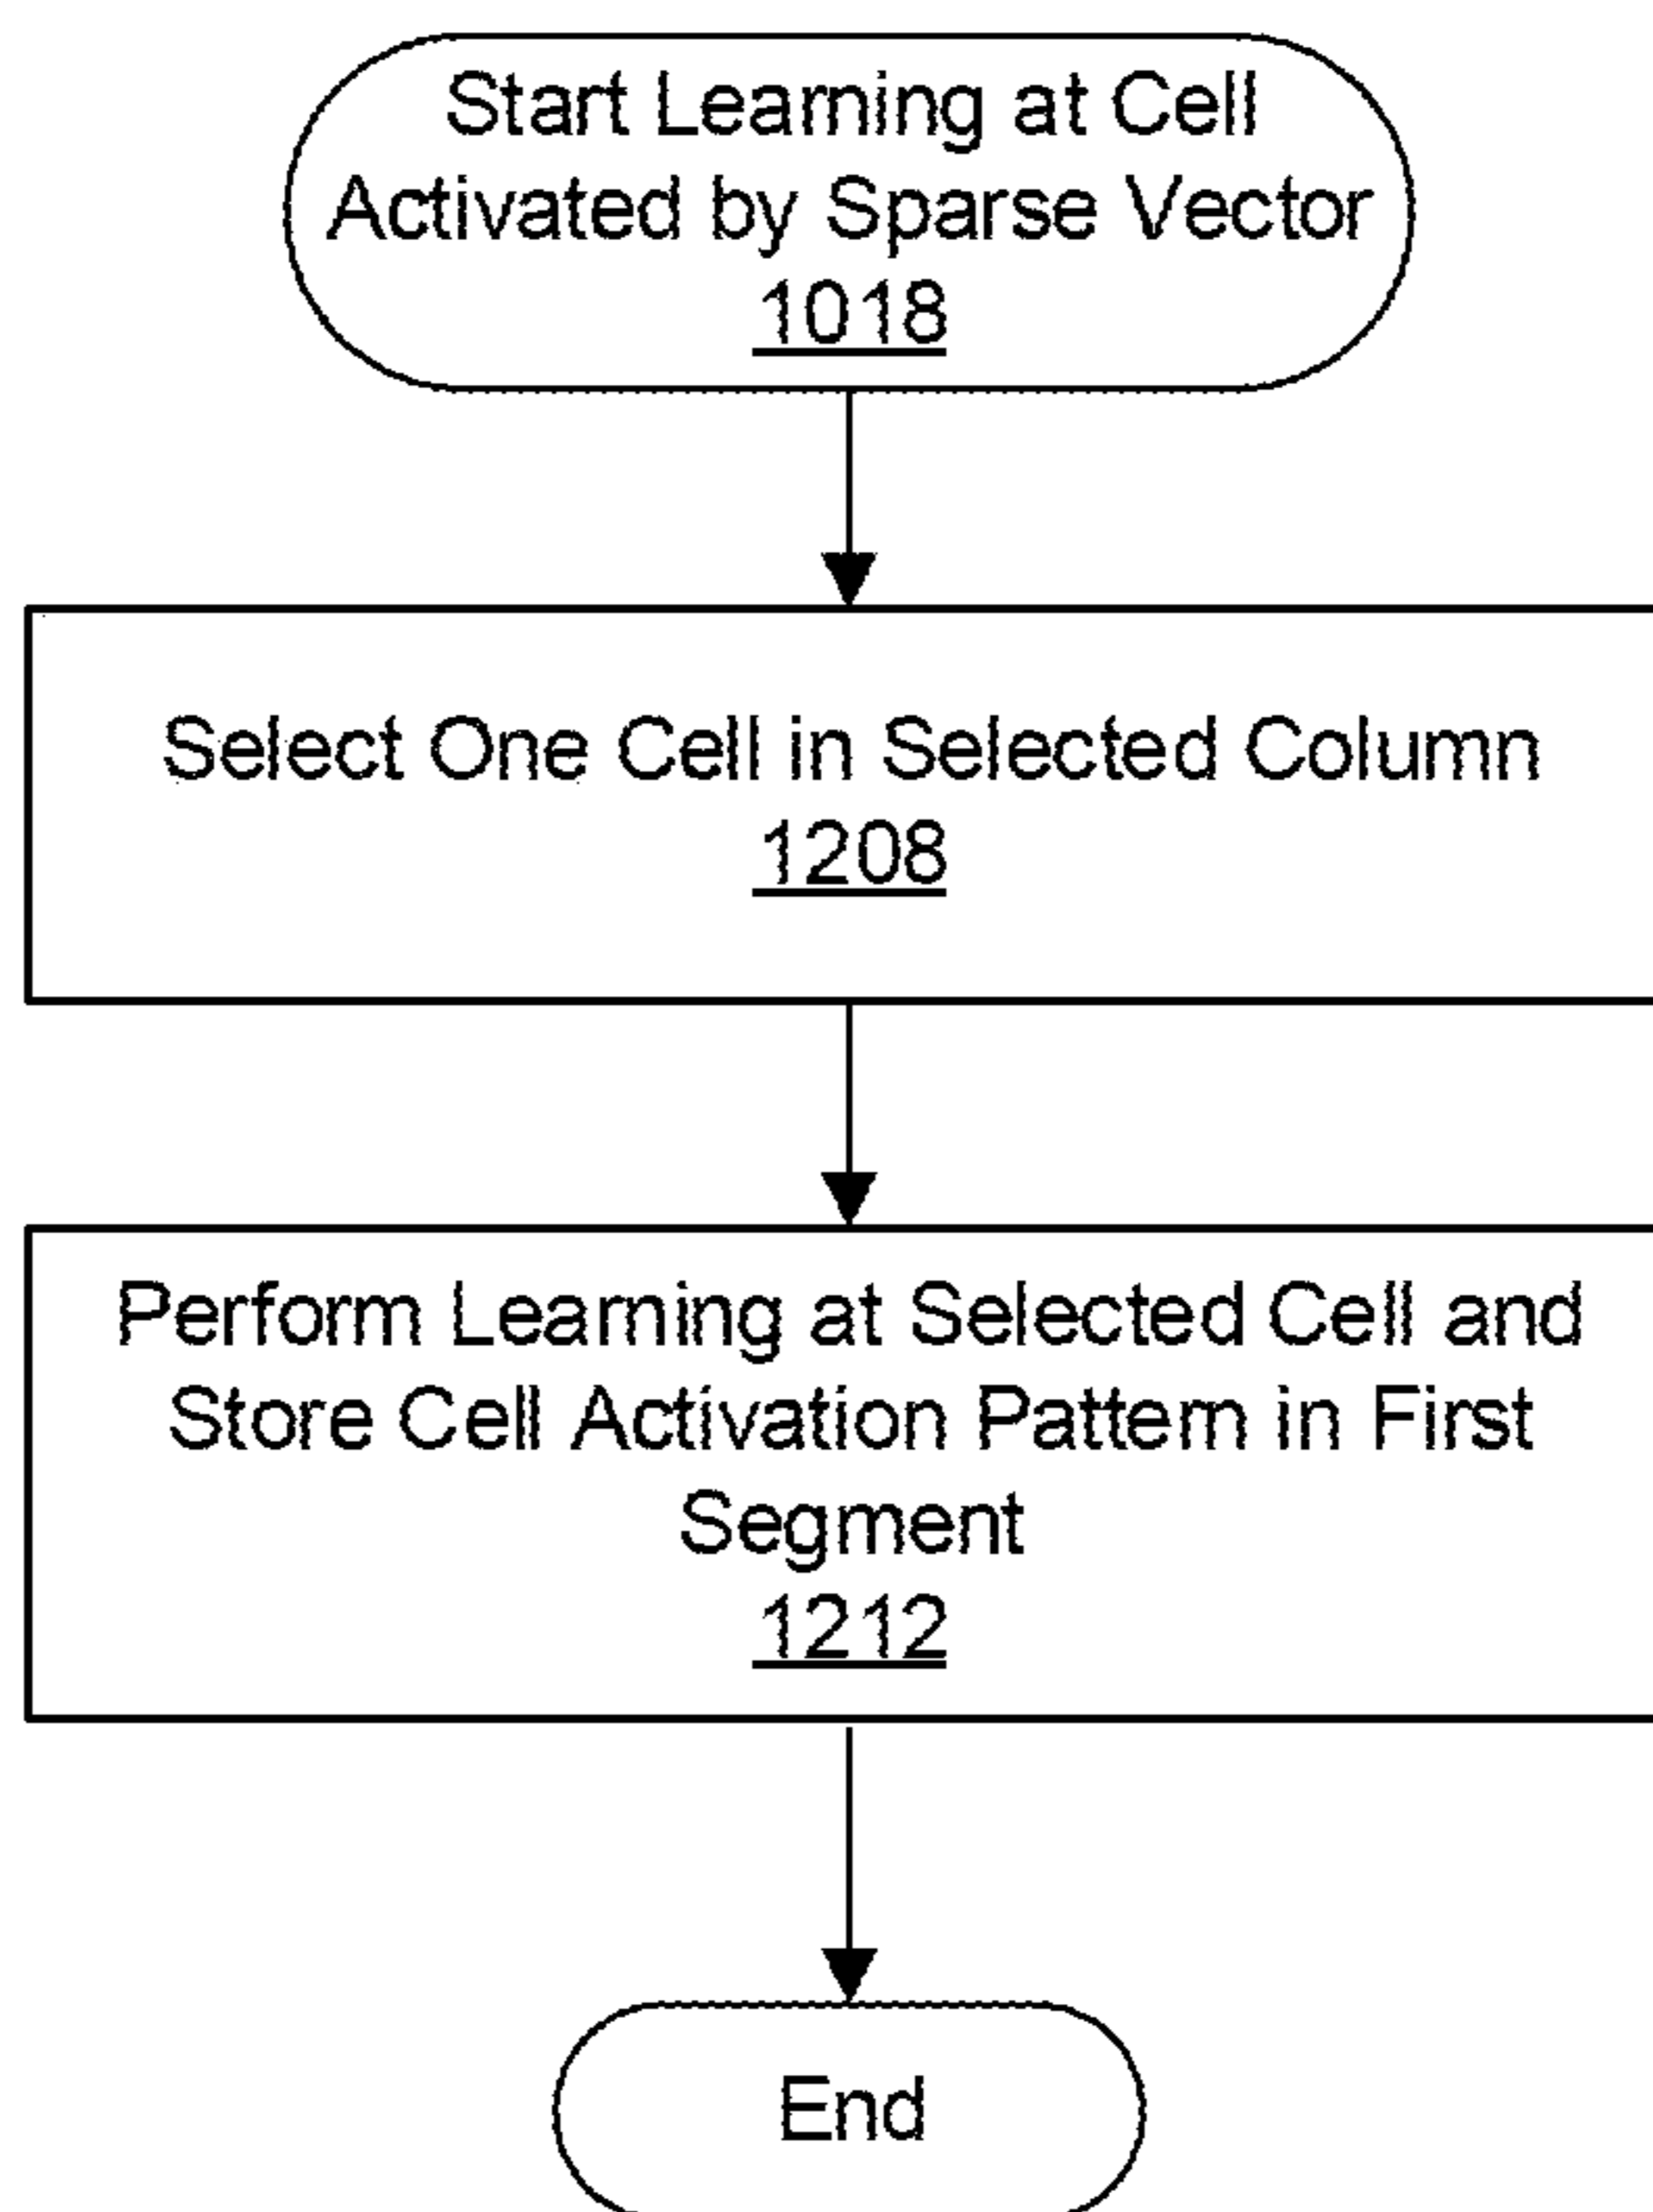 Start Learning at Cell
Activated by Sparse Vector
1018
Select One Cell in Selected Column
1208
Perform Learning at Selected Cell and
Store Cell Activation Pattern in First
Segment
1212
End